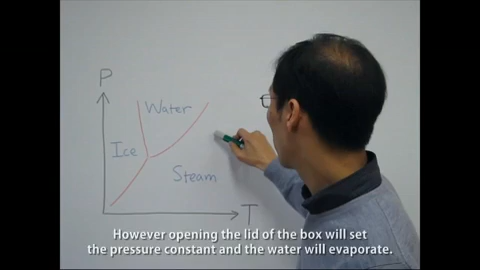 P
Water
Ice
Steam
T
However opening the lid of the box will set
the pressure constant and the water will evaporate.